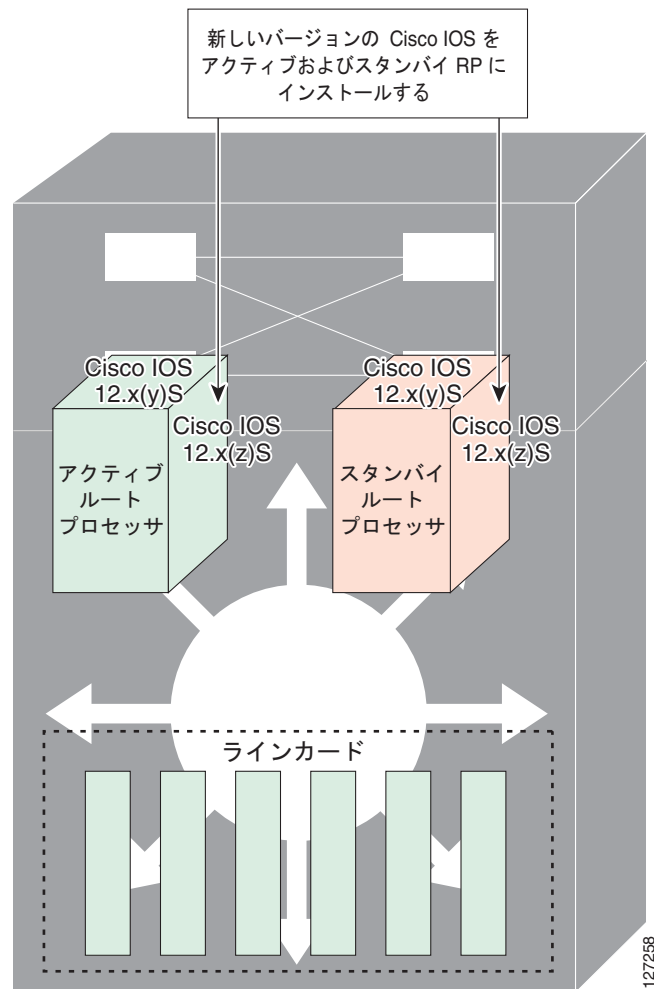 新しいバージョンの Cisco IOS を
アクティブおよびスタンバイ RP に
インストールする
Cisco IOS
12.x(y)S
Cisco IOS
12.x(z)S
アクティブ
ルート
プロセッサ
Cisco IOS
12.x(y)S
Cisco IOS
12.x(z)S
スタンバイ
ルート
プロセッサ
ラインカード
127258